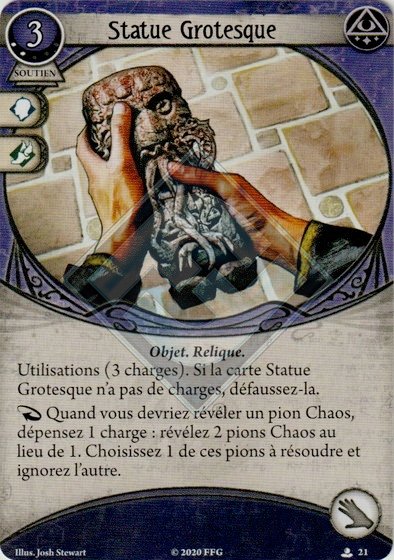 3
Statue Grotesque
SOUTIEN
Objet. Relique.
Utilisations (3 charges). Si la carte Statue
Grotesque n'a pas de charges, défaussez-la.
Quand vous devriez révéler un pion Chaos,
dépensez 1 charge : révélez 2 pions Chaos au
lieu de 1. Choisissez 1 de ces pions à résoudre et
ignorez l'autre.
Illus. Josh Stewart © 2020 FFG 21